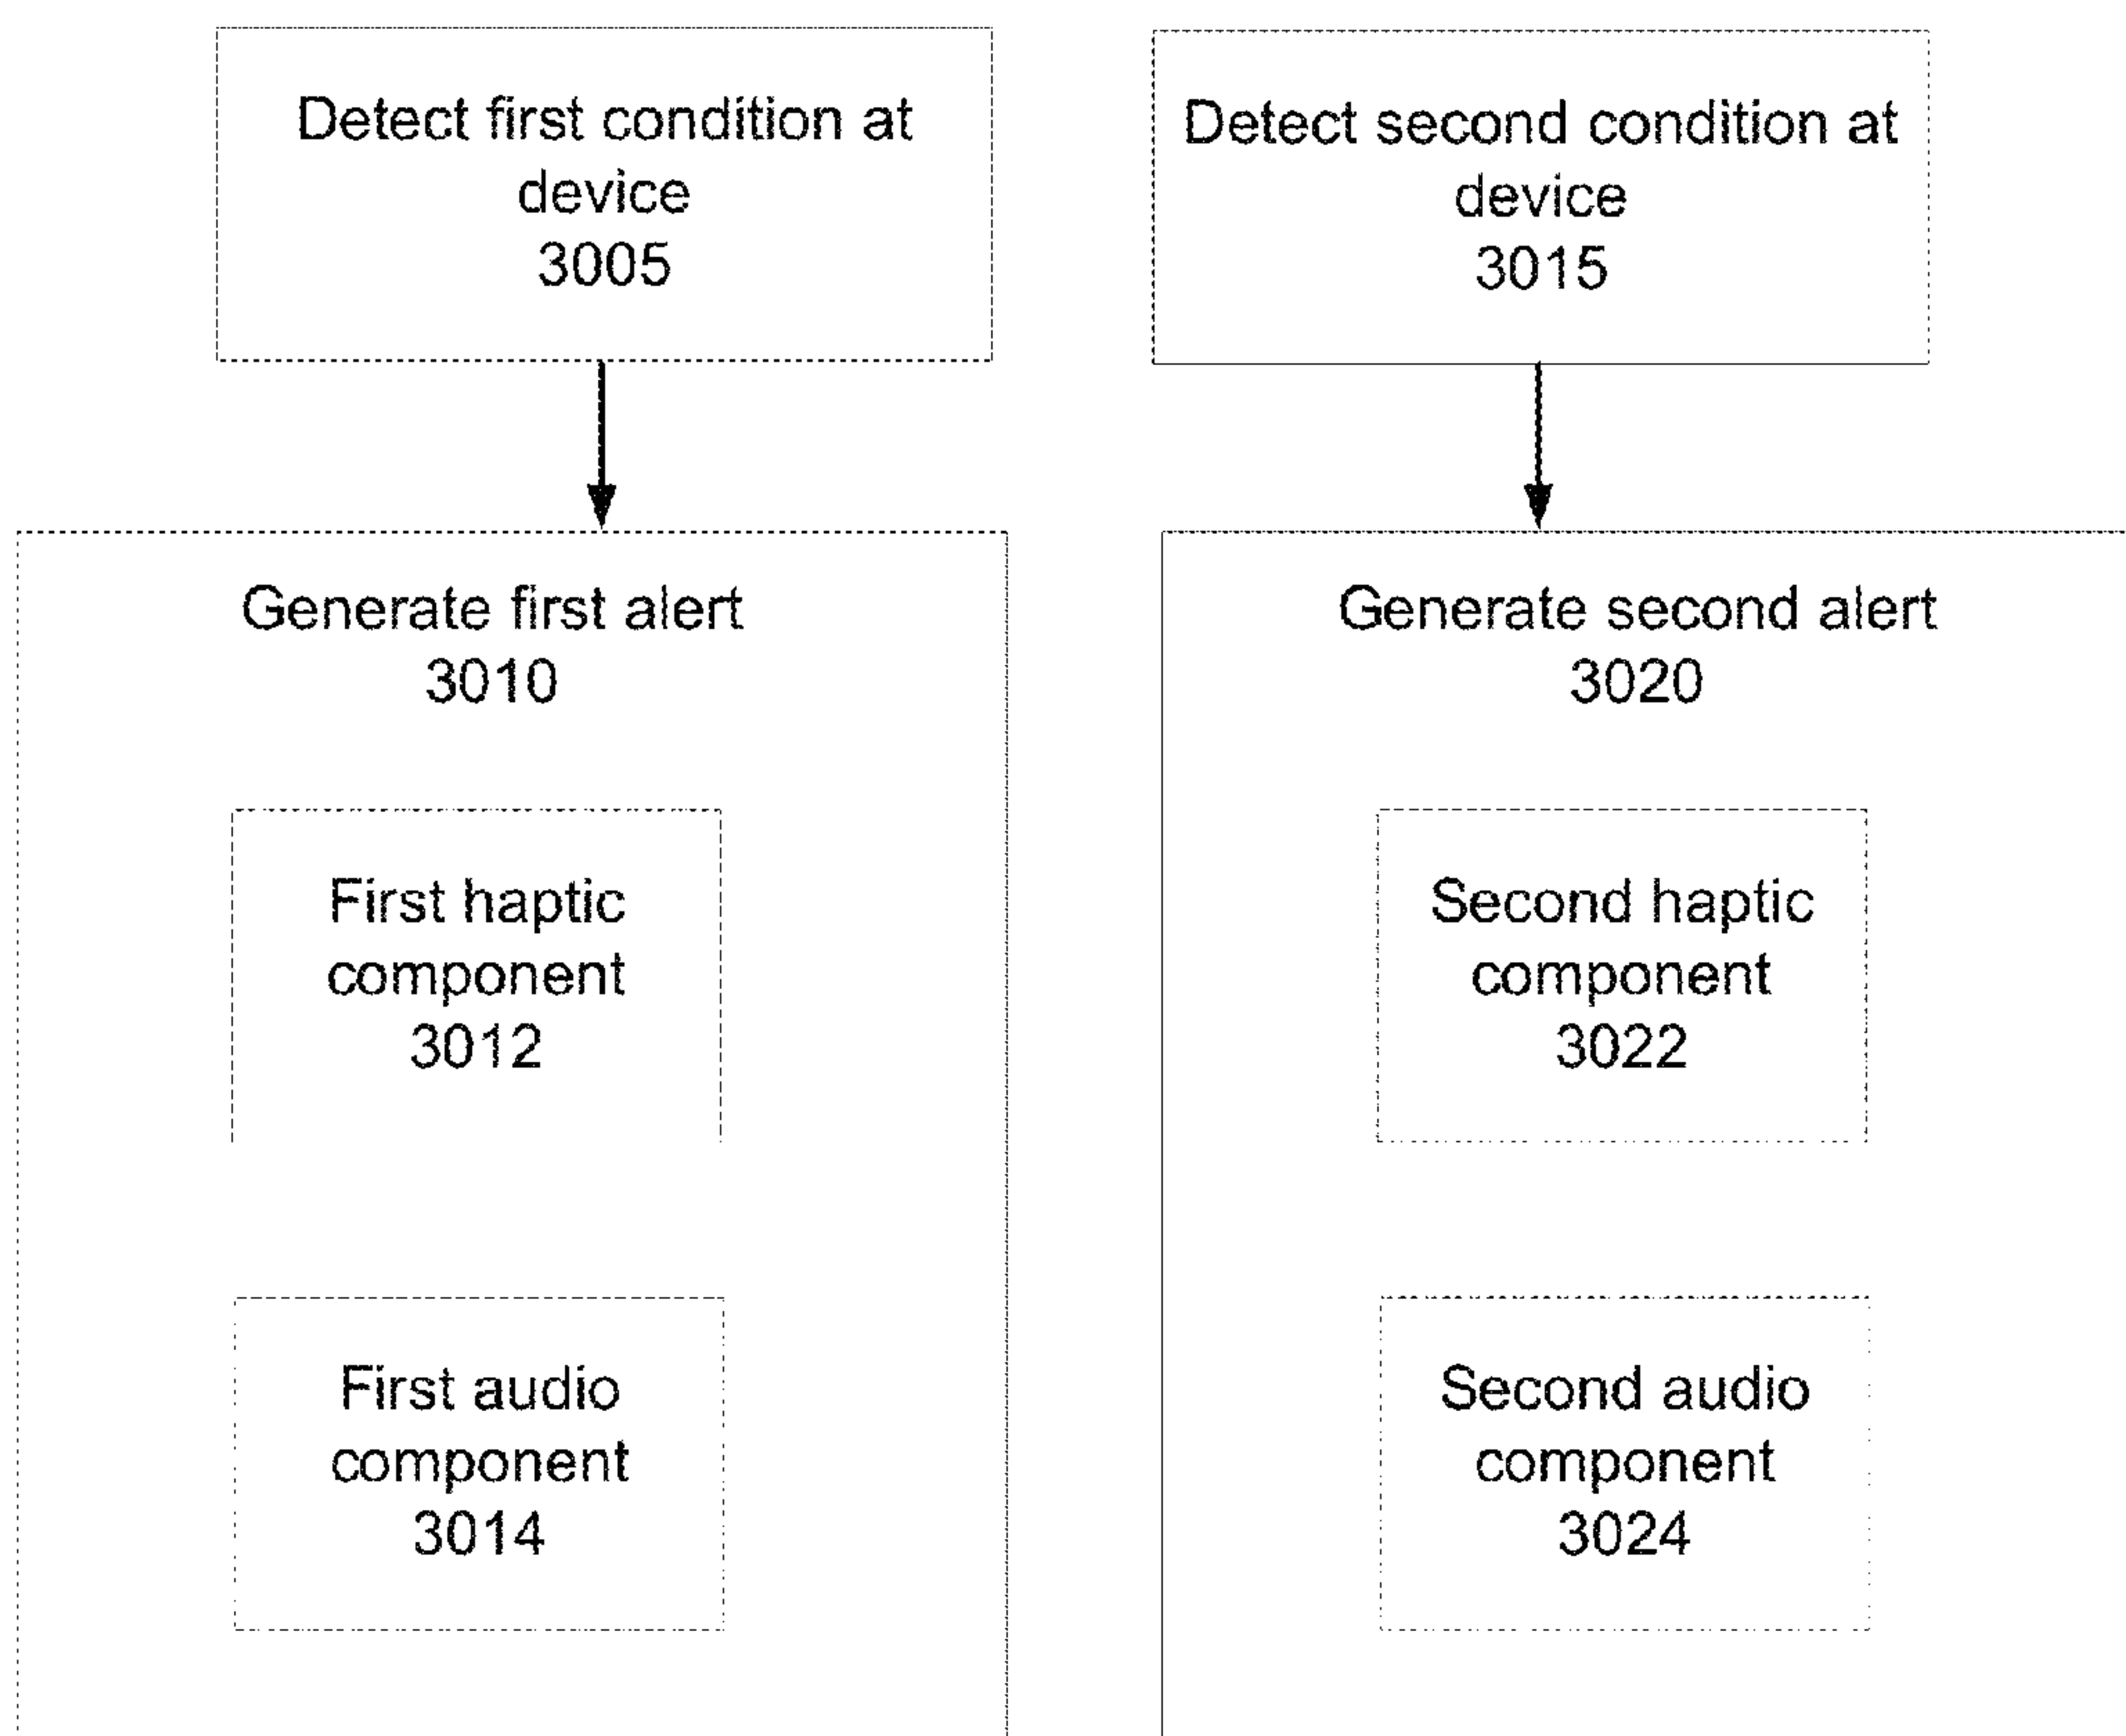 Detect first condition at
device
3005
Detect second condition at
device
3015
Generate first alert
3010
First haptic
component
3012
First audio
component
3014
Generate second alert
3020
Second haptic
component
3022
Second audio
component
3024